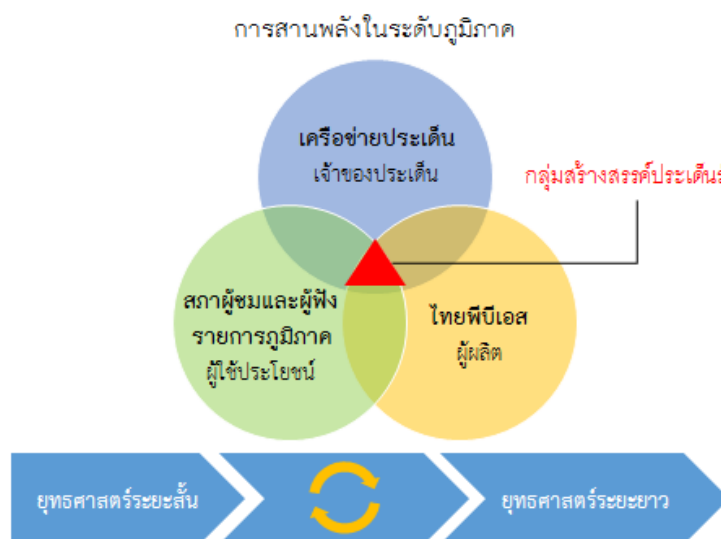 การสานพลังในระดับภูมิภาค
เครือข่ายประเด็น
เจ้าของประเด็น
กลุ่มสร้างสรรค์ประเด็นร
สภาผู้ชมและผู้ฟัง
รายการภูมิภาค
ผู้ใช้ประโยชน์
ไทยพีบีเอส
ผู้ผลิต
ยุทธศาสตร์ระยะสั้น
ยุทธศาสตร์ระยะยาว